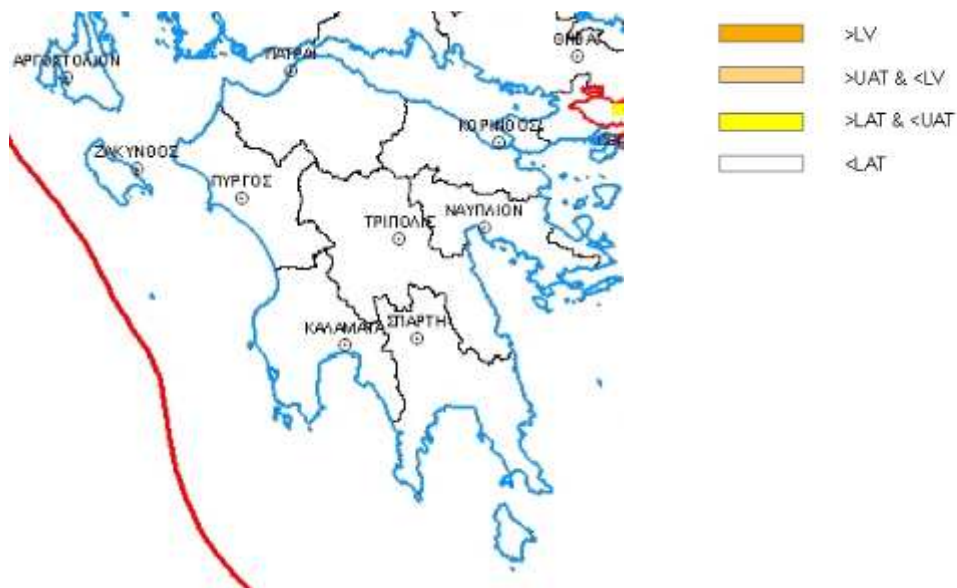 ΘΗΒΑΙ
ΠΑΤΡΑΙ
ΑΡΓΟΣΤΟΛΙΟΝ
ΚΟΡΙΝΘΟΣ
ΖΑΚΥΝΘΟΣ
ΠΥΡΓΟΣ
ΝΑΥΠΛΙΟΝ
ΤΡΙΠΟΛΙΣ
ΚΑΛΑΜΑΤΑ
ΣΠΑΡΤΗ
>LV
>UAT & <LV
>LAT & <UAT
<LAT